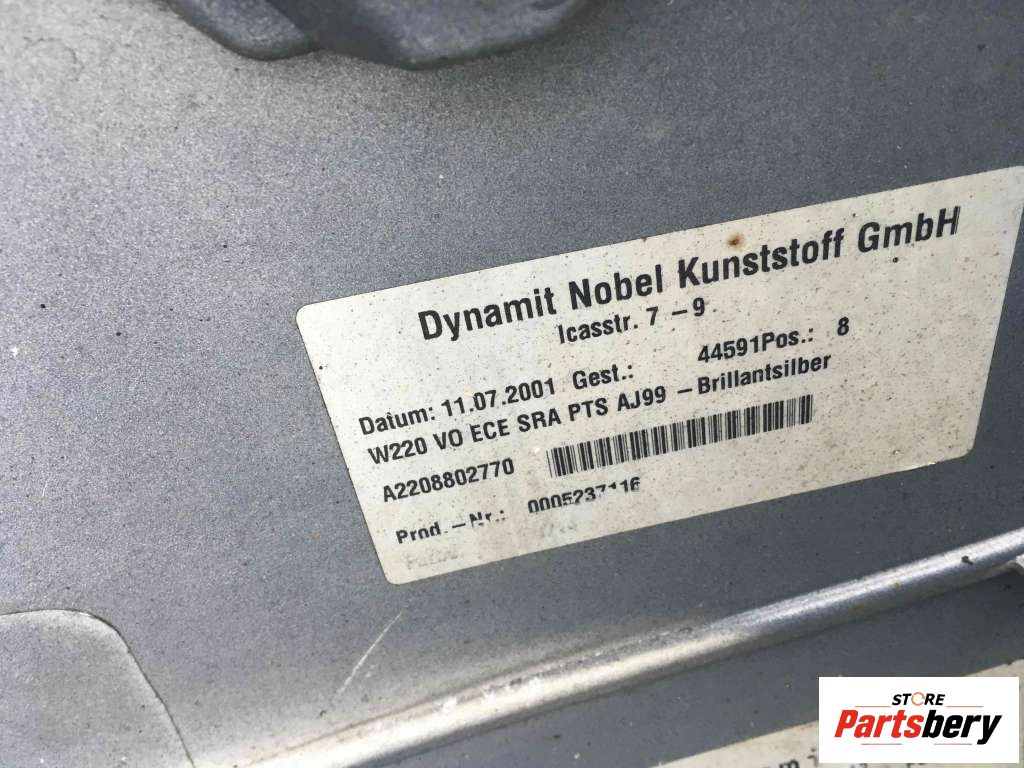 Dynamit Nobel Kunststoff GmbH
Icasstr. 7 – 9
Datum: 11.07.2001 Gest.: 44591Pos.: 8
W220 VO ECE SRA PTS AJ99 – Brillantsilber
A2208802770
Prod. – Nr.: 0005237116
STORE
Partsbery